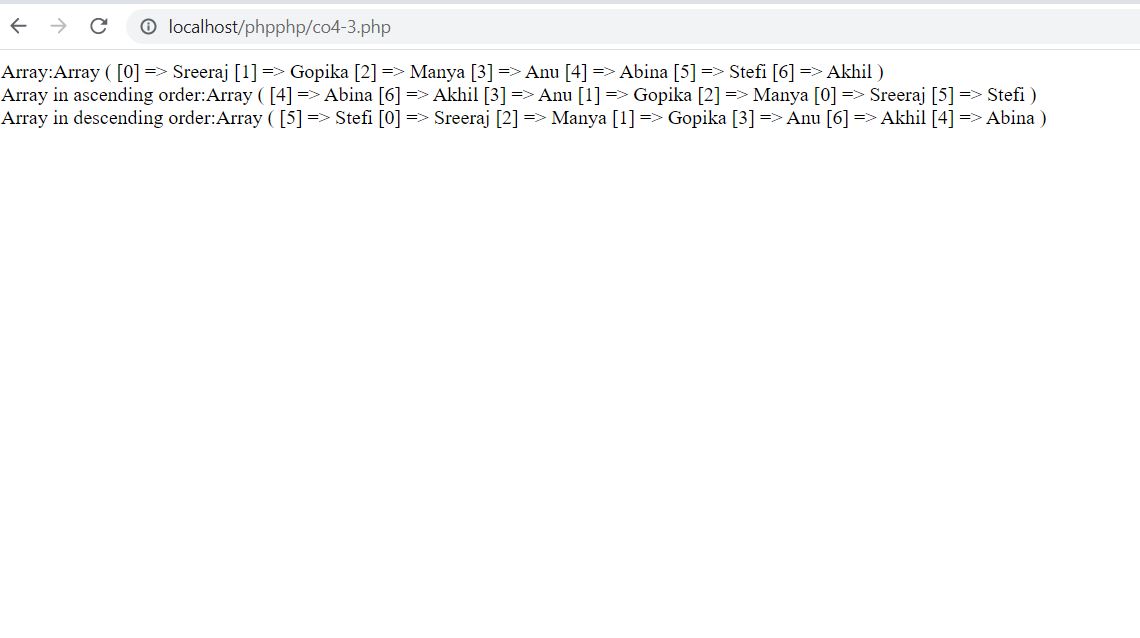 localhost/phpphp/co4-3.php
Array:Array ( [0] => Sreeraj [1] => Gopika [2] => Manya [3] => Anu [4] => Abina [5] => Stefi [6] => Akhil )
Array in ascending order:Array ( [4] => Abina [6] => Akhil [3] => Anu [1] => Gopika [2] => Manya [0] => Sreeraj [5] => Stefi )
Array in descending order:Array ( [5] => Stefi [0] => Sreeraj [2] => Manya [1] => Gopika [3] => Anu [6] => Akhil [4] => Abina )